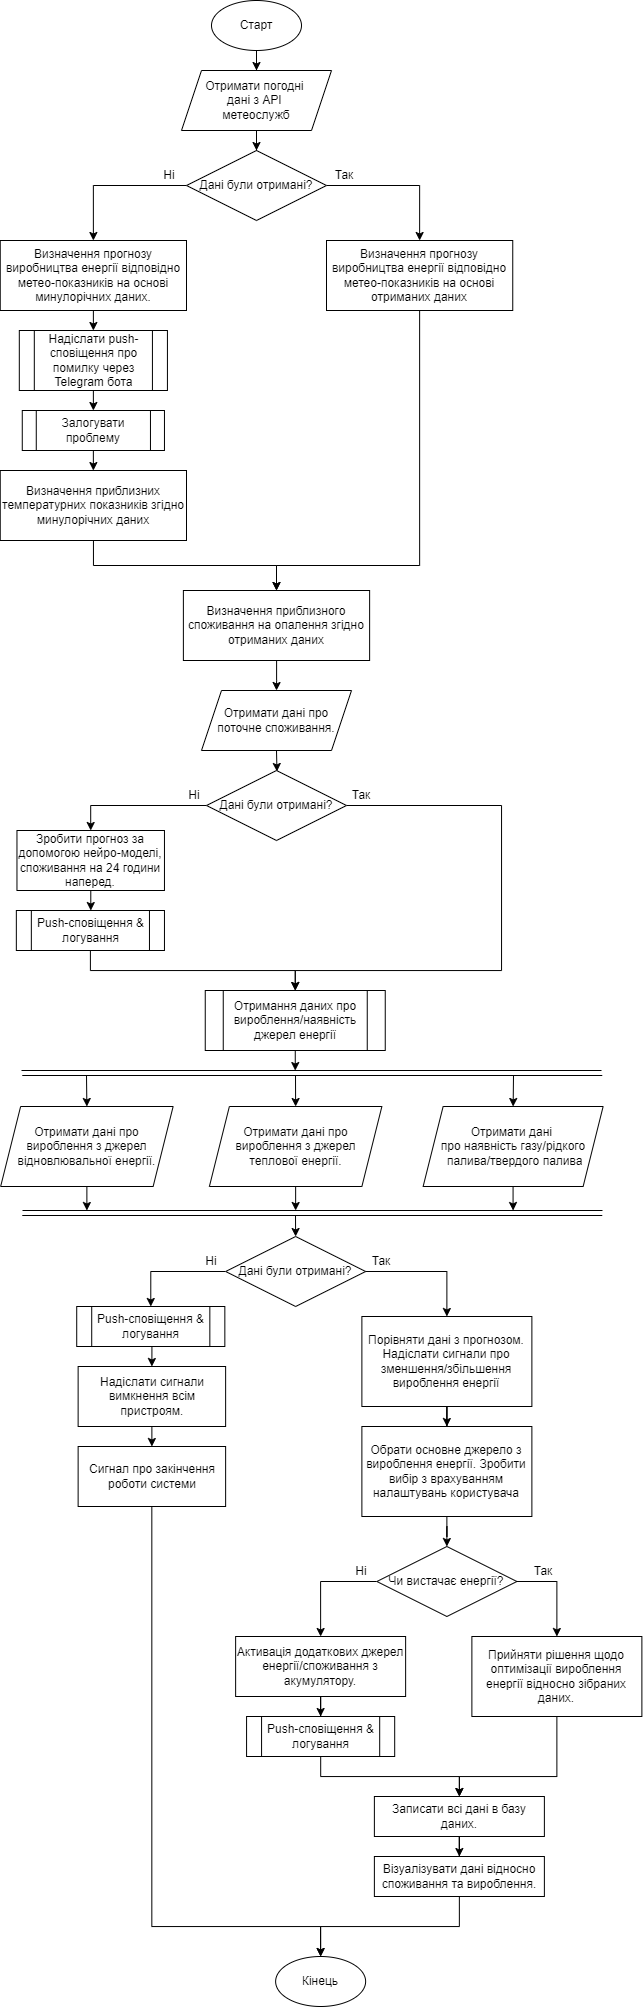 Старт
Отримати погодні
дані з API
метеослужб
Ні
Дані були отримані?
Так
Визначення прогнозу
виробництва енергії відповідно
метео-показників на основі
минулорічних даних.
Визначення прогнозу
виробництва енергії відповідно
метео-показників на основі
отриманих даних
Надіслати push-
сповіщення про
помилку через
Telegram бота
Залогувати
проблему
Визначення приблизних
температурних показників згідно
минулорічних даних
Визначення приблизного
споживання на опалення згідно
отриманих даних
Отримати дані про
поточне споживання.
Ні
Дані були отримані?
Так
Зробити прогноз за
допомогою нейро-моделі,
споживання на 24 години
наперед.
Push-сповіщення &
логування
Отримання даних про
вироблення/наявність
джерел енергії
Отримати дані про
вироблення з джерел
відновлювальної енергії.
Отримати дані про
вироблення з джерел
теплової енергії.
Отримати дані
про наявність газу/рідкого
палива/твердого палива
Ні
Дані були отримані?
Так
Push-сповіщення &
логування
Надіслати сигнали
вимкнення всім
пристроям.
Сигнал про закінчення
роботи системи
Порівняти дані з прогнозом.
Надіслати сигнали про
зменшення/збільшення
вироблення енергії
Обрати основне джерело з
вироблення енергії. Зробити
вибір з врахуванням
налаштувань користувача
Ні
Чи вистачає енергії?
Так
Активація додаткових джерел
енергії/споживання з
акумулятору.
Push-сповіщення &
логування
Прийняти рішення щодо
оптимізації вироблення
енергії відносно зібраних
даних.
Записати всі дані в базу
даних.
Візуалізувати дані відносно
споживання та вироблення.
Кінець